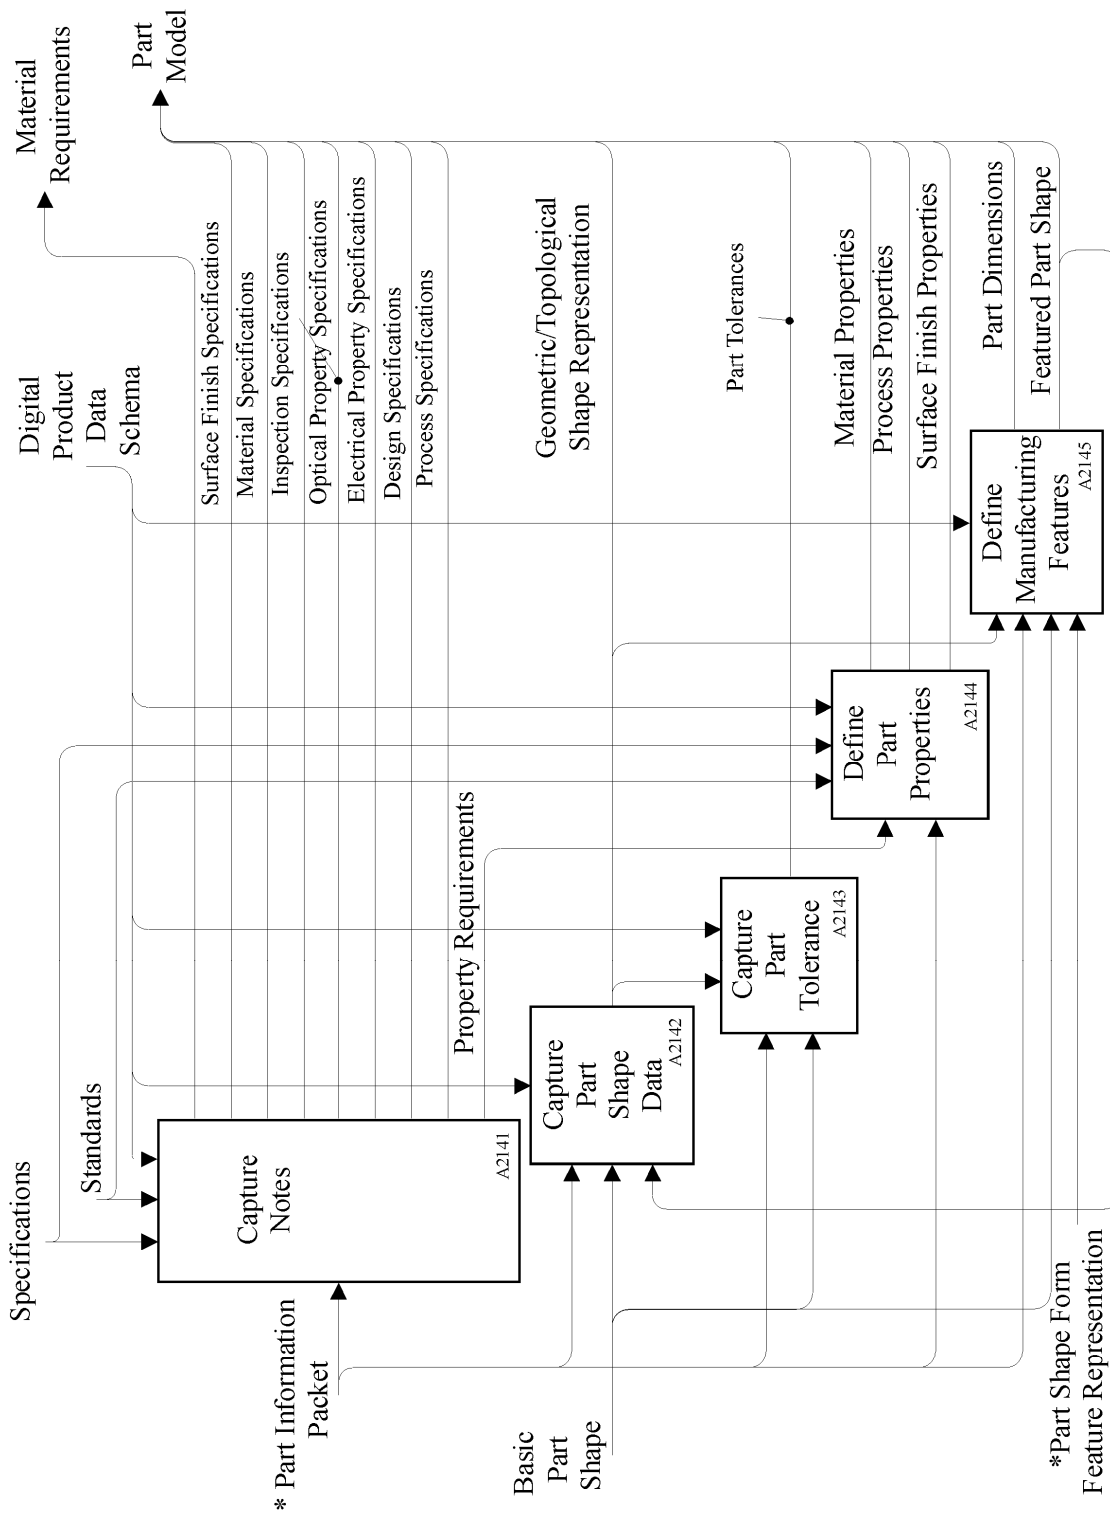 Specifications
Standards
Digital
Product
Data
Schema
Material
Requirements
Part
Model
* Part Information
Packet
Capture
Notes
A2141
Surface Finish Specifications
Material Specifications
Inspection Specifications
Optical Property Specifications
Electrical Property Specifications
Design Specifications
Process Specifications
Property Requirements
Basic
Part
Shape
Capture
Part
Shape
Data
A2142
Geometric/Topological
Shape Representation
Capture
Part
Tolerance
A2143
Part Tolerances
Define
Part
Properties
A2144
Material Properties
Process Properties
Surface Finish Properties
Define
Manufacturing
Features
A2145
Part Dimensions
Featured Part Shape
*Part Shape Form
Feature Representation